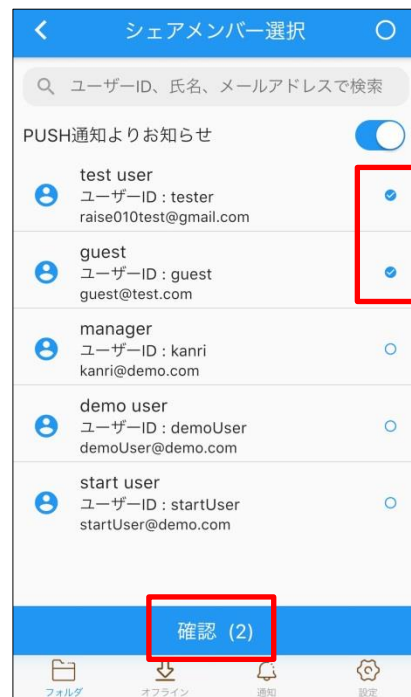 シェアメンバー選択
ユーザーID、氏名、メールアドレスで検索
PUSH通知よりお知らせ
test user
ユーザーID : tester
raise010test@gmail.com
guest
ユーザーID : guest
guest@test.com
manager
ユーザーID : kanri
kanri@demo.com
demo user
ユーザーID : demoUser
demoUser@demo.com
start user
ユーザーID : startUser
startUser@demo.com
確認 (2)
フォルダ オフライン 通知 設定